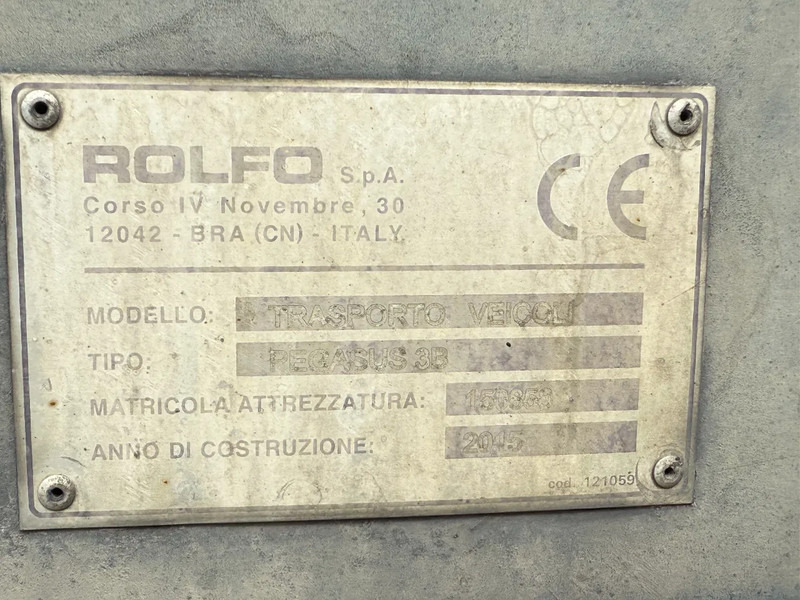 ROLFO S.p.A.
Corso IV Novembre, 30
12042 - BRA (CN) - ITALY
CE
MODELLO: TRASPORTO VEICOLI
TIPO: PEGASUS 3B
MATRICOLA ATTREZZATURA:
ANNO DI COSTRUZIONE: 2015
cod. 121059